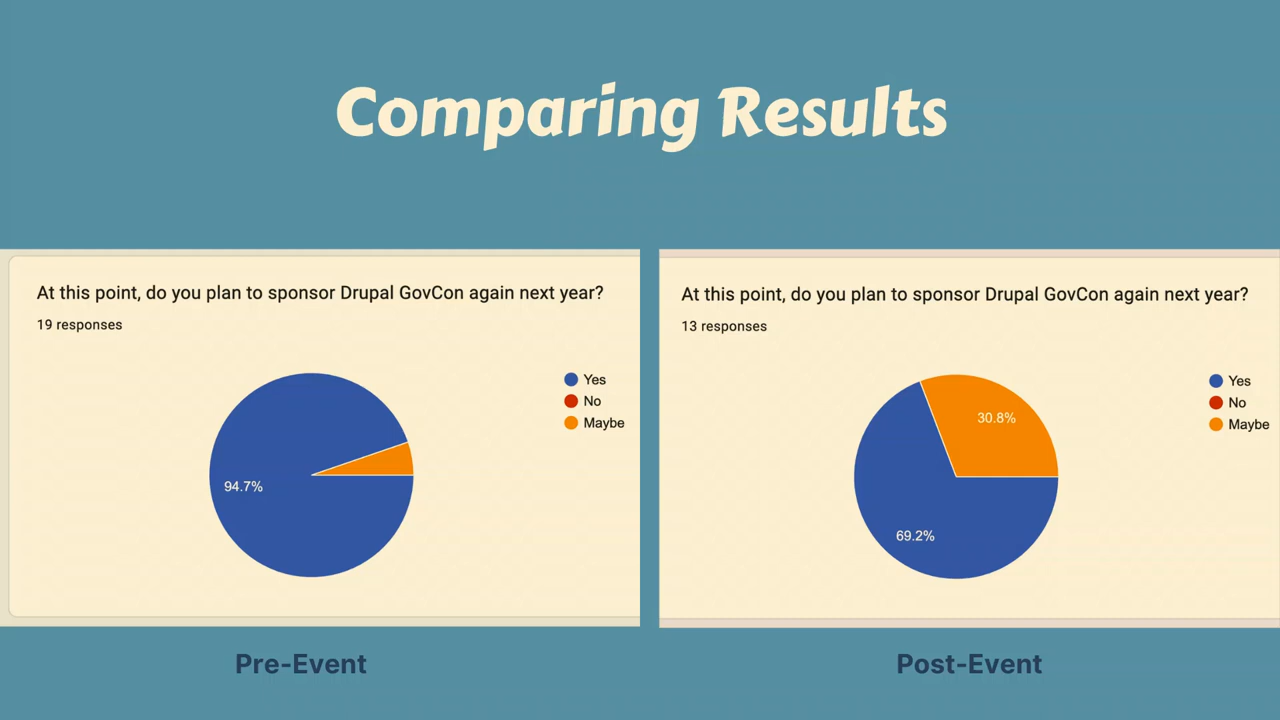 Comparing Results
At this point, do you plan to sponsor Drupal GovCon again next year?
19 responses
Yes
No
Maybe
94.7%
Pre-Event
At this point, do you plan to sponsor Drupal GovCon again next year?
13 responses
Yes
No
Maybe
30.8%
69.2%
Post-Event